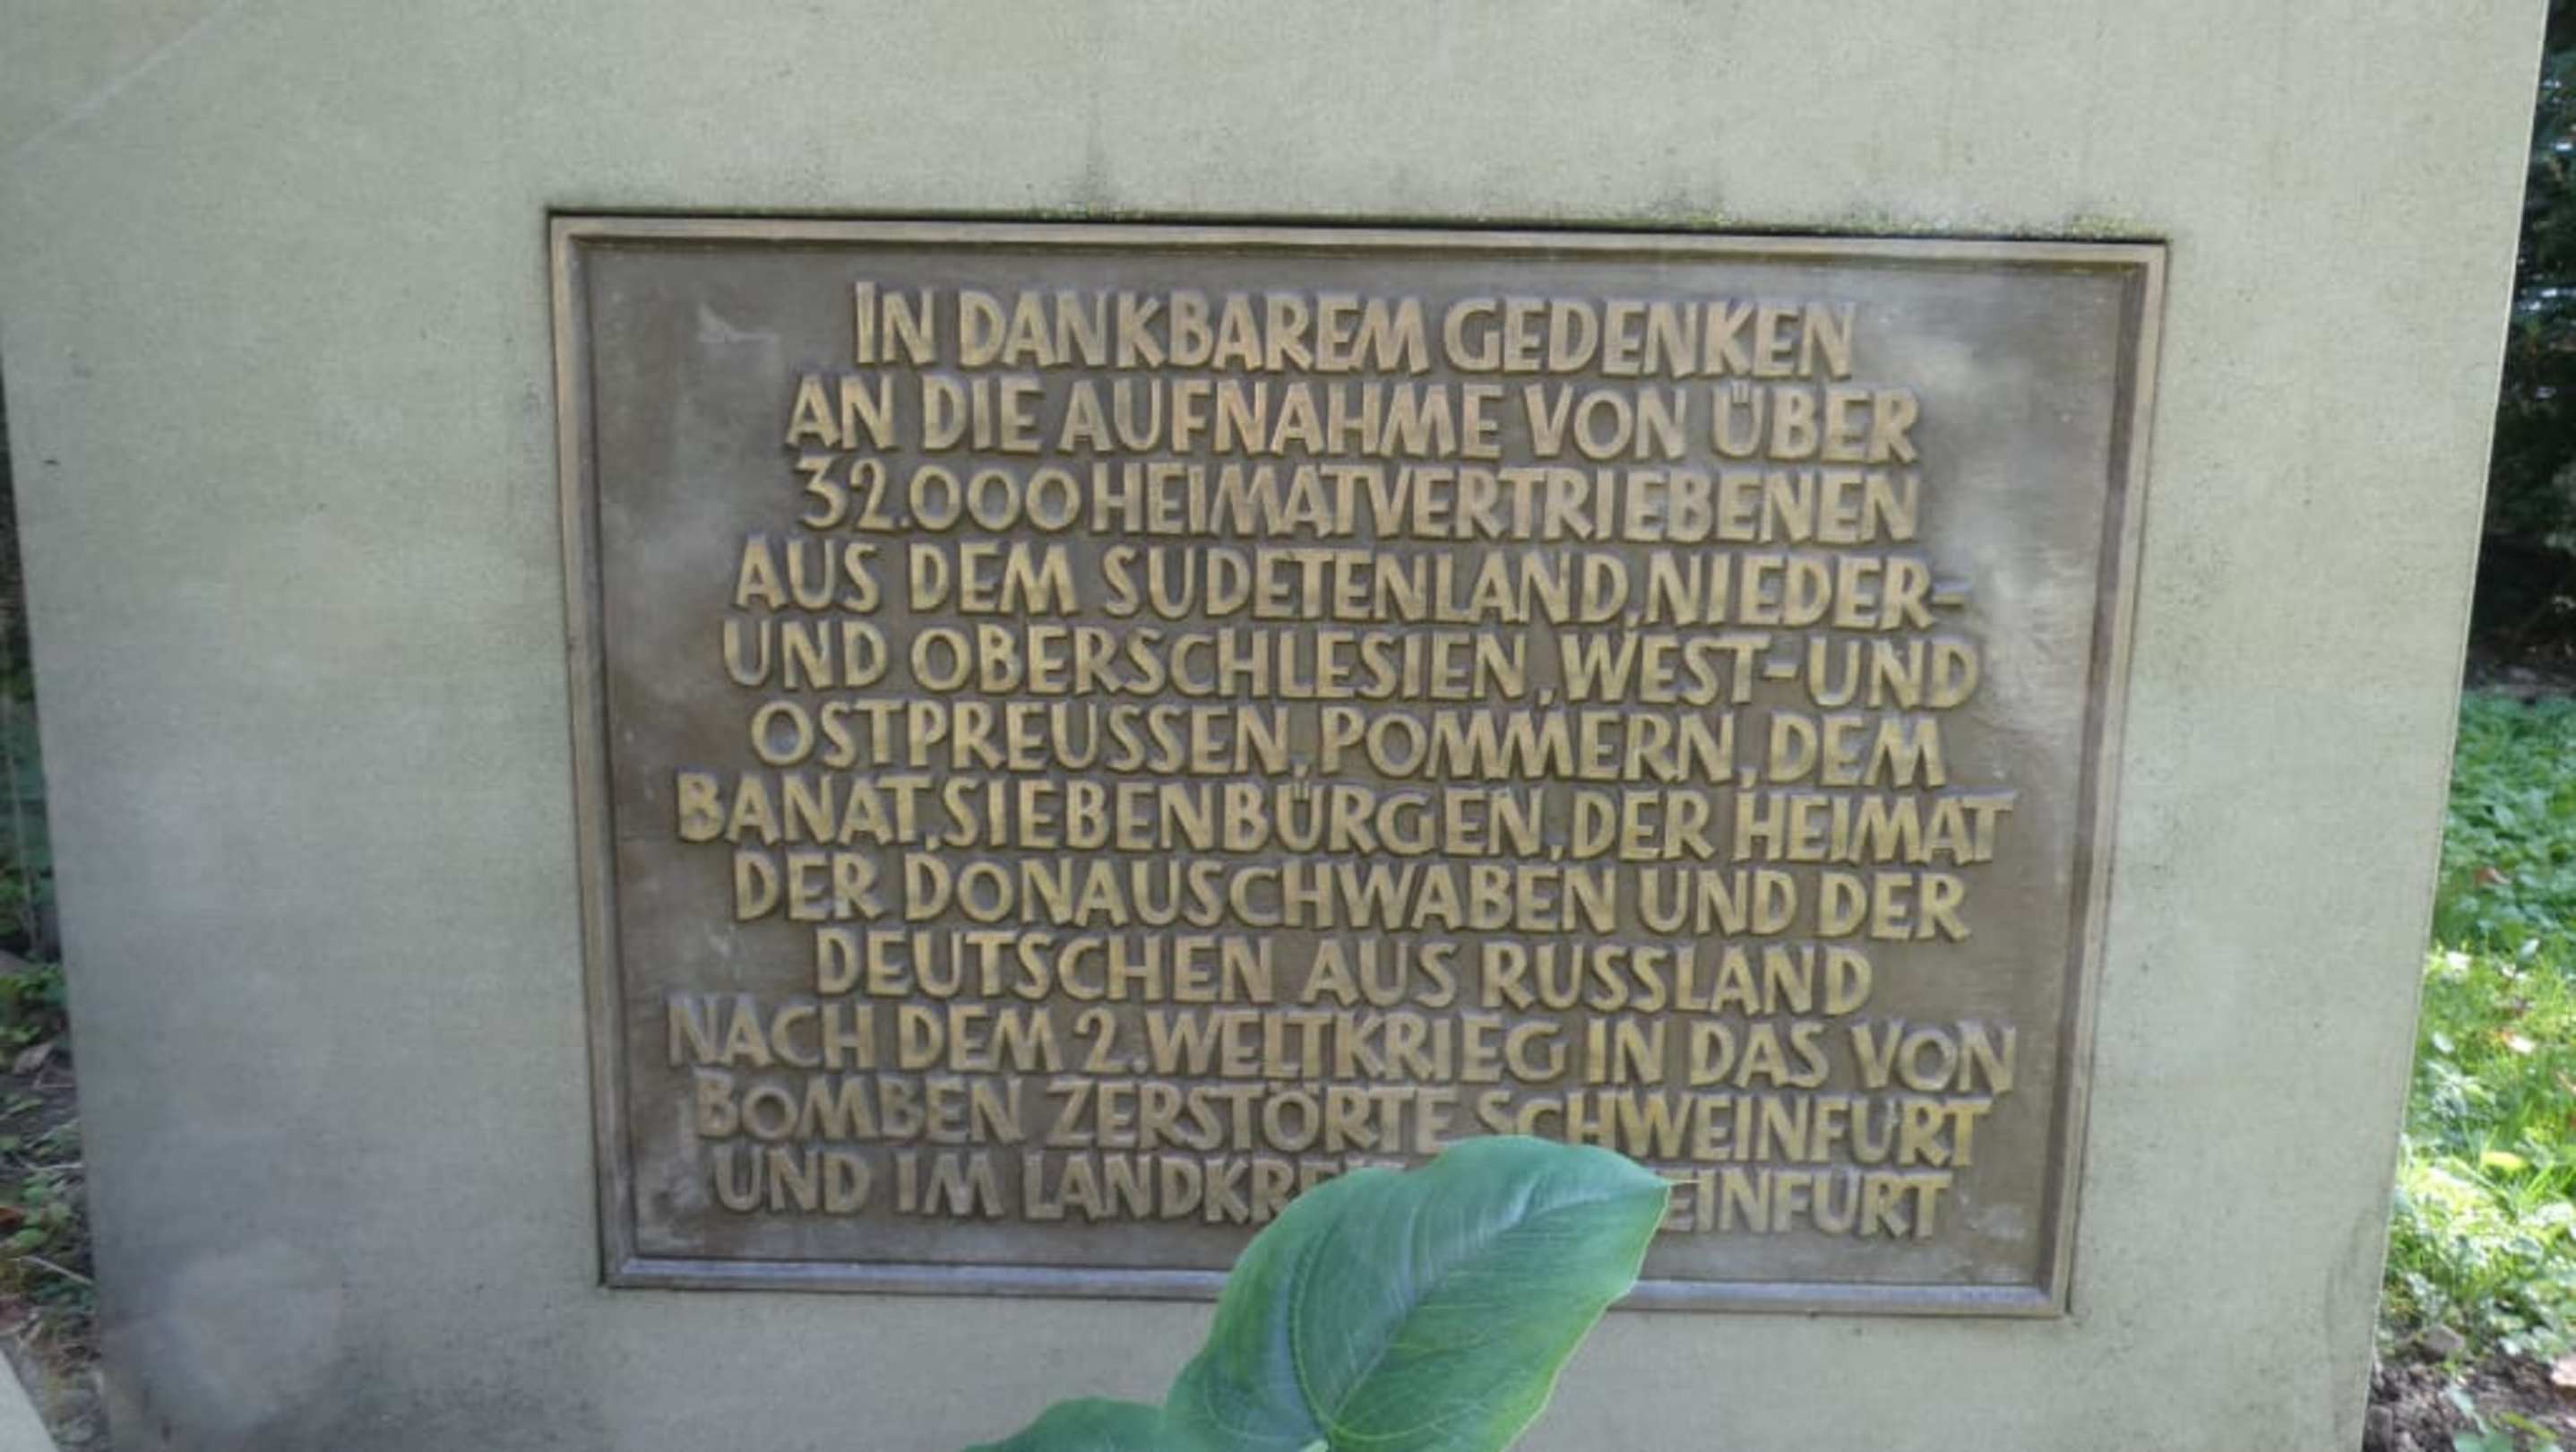 IN DANKBAREM GEDENKEN
AN DIE AUFNAHME VON ÜBER
32.000 HEIMATVERTRIEBENEN
AUS DEM SUDETENLAND, NIEDER-
UND OBERSCHLESIEN, WEST- UND
OSTPREUSSEN, POMMERN, DEM
BANAT, SIEBENBÜRGEN, DER HEIMAT
DER DONAUSCHWABEN UND DER
DEUTSCHEN AUS RUSSLAND
NACH DEM 2. WELTKRIEG IN DAS VON
BOMBEN ZERSTÖRTE SCHWEINFURT
UND IM